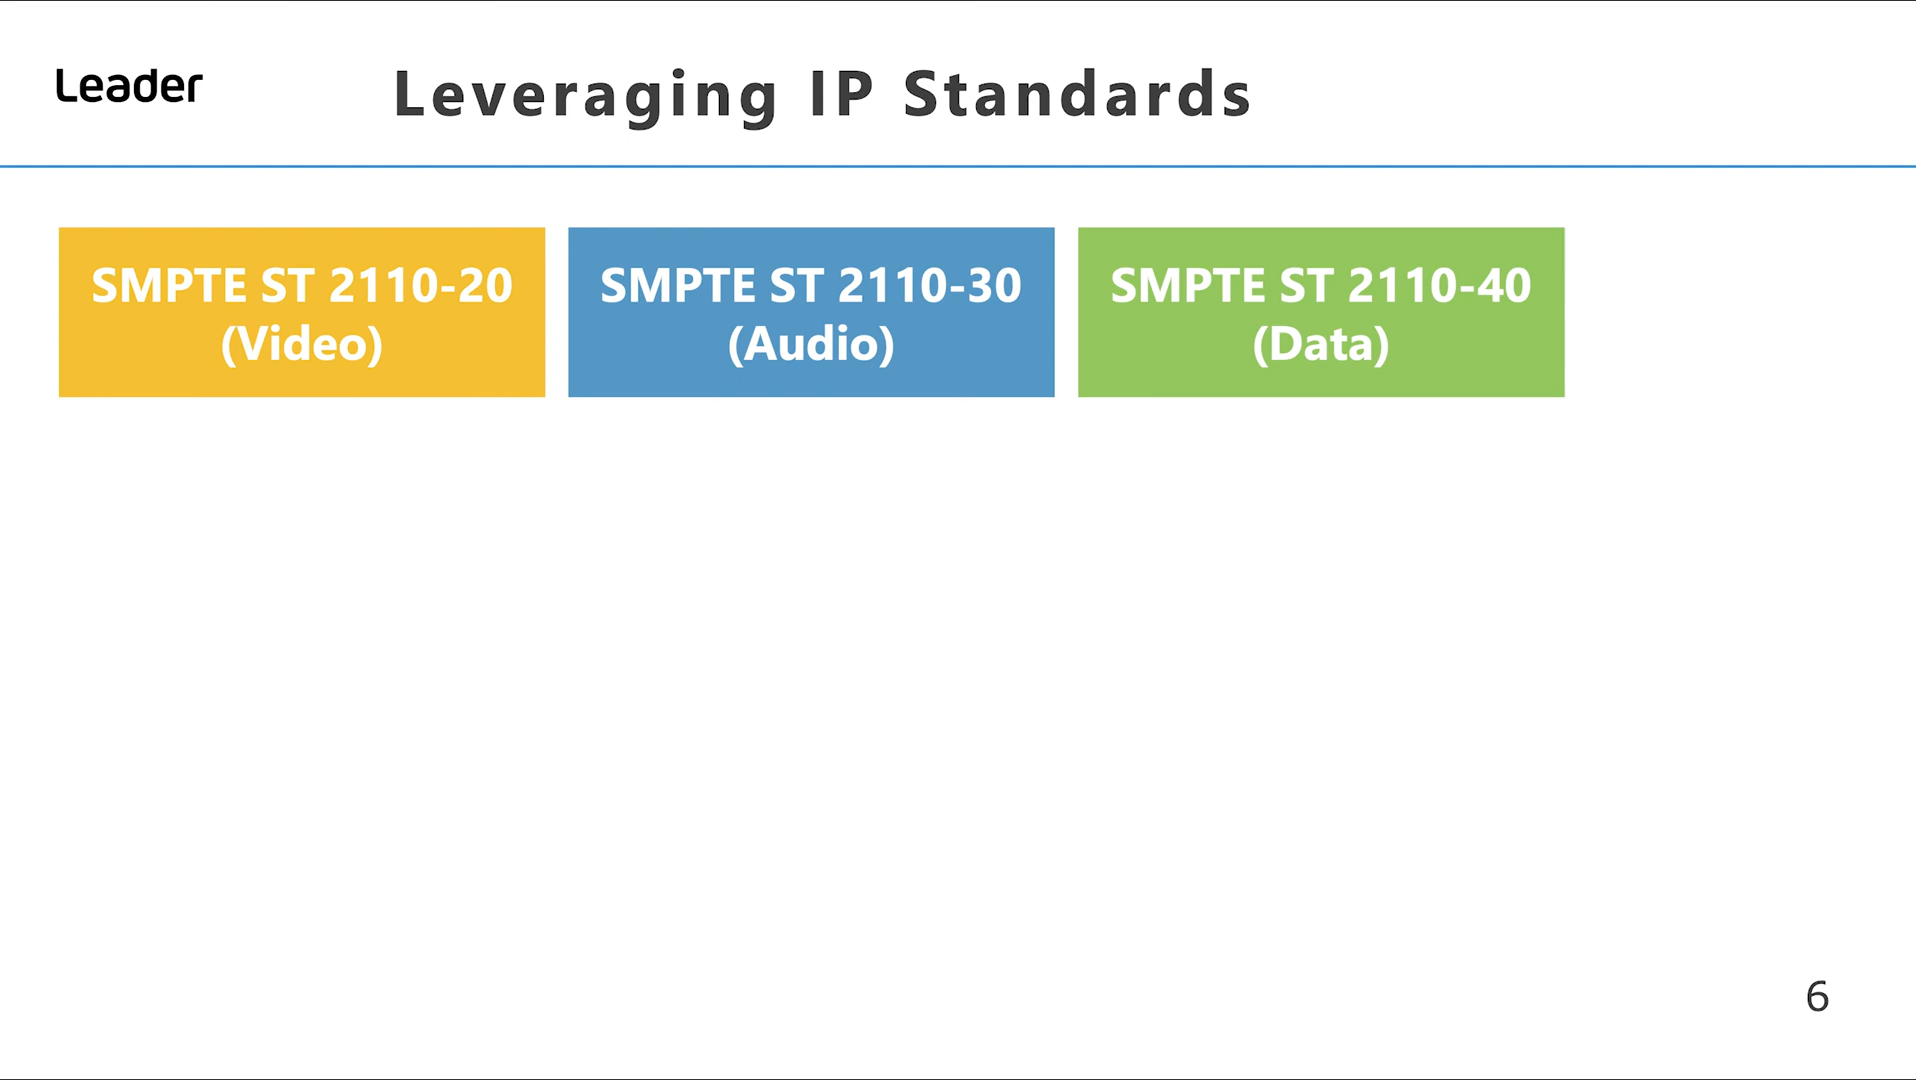 Leader
Leveraging IP Standards
SMPTE ST 2110-20
(Video)
SMPTE ST 2110-30
(Audio)
SMPTE ST 2110-40
(Data)
6